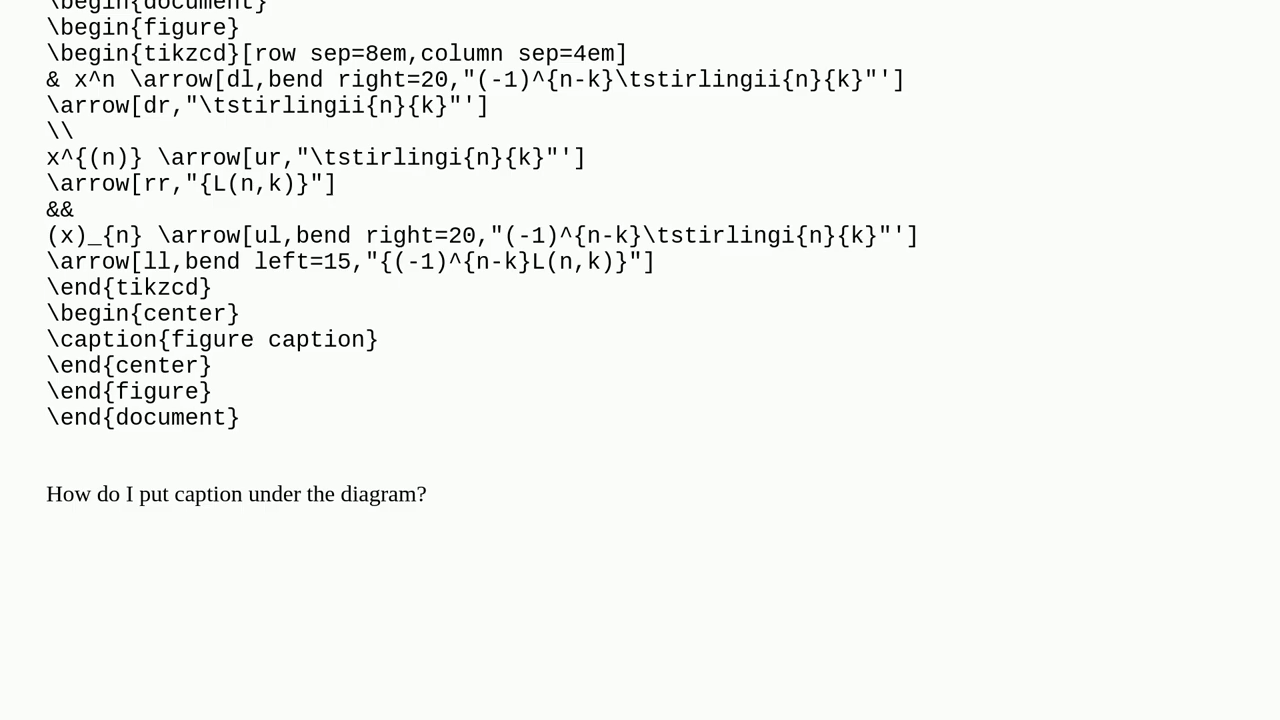 \begin{document}
\begin{figure}
\begin{tikzcd}[row sep=8em,column sep=4em]
& x^n \arrow[dl,bend right=20,"(-1)^{n-k}\tstirlingii{n}{k}"']
\arrow[dr,"\tstirlingii{n}{k}"']
\\
x^{(n)} \arrow[ur,"\tstirlingi{n}{k}"']
\arrow[rr,"{L(n,k)}"]
&&
(x)_{n} \arrow[ul,bend right=20,"(-1)^{n-k}\tstirlingi{n}{k}"']
\arrow[ll,bend left=15,"{(-1)^{n-k}L(n,k)}"]
\end{tikzcd}
\begin{center}
\caption{figure caption}
\end{center}
\end{figure}
\end{document}
How do I put caption under the diagram?